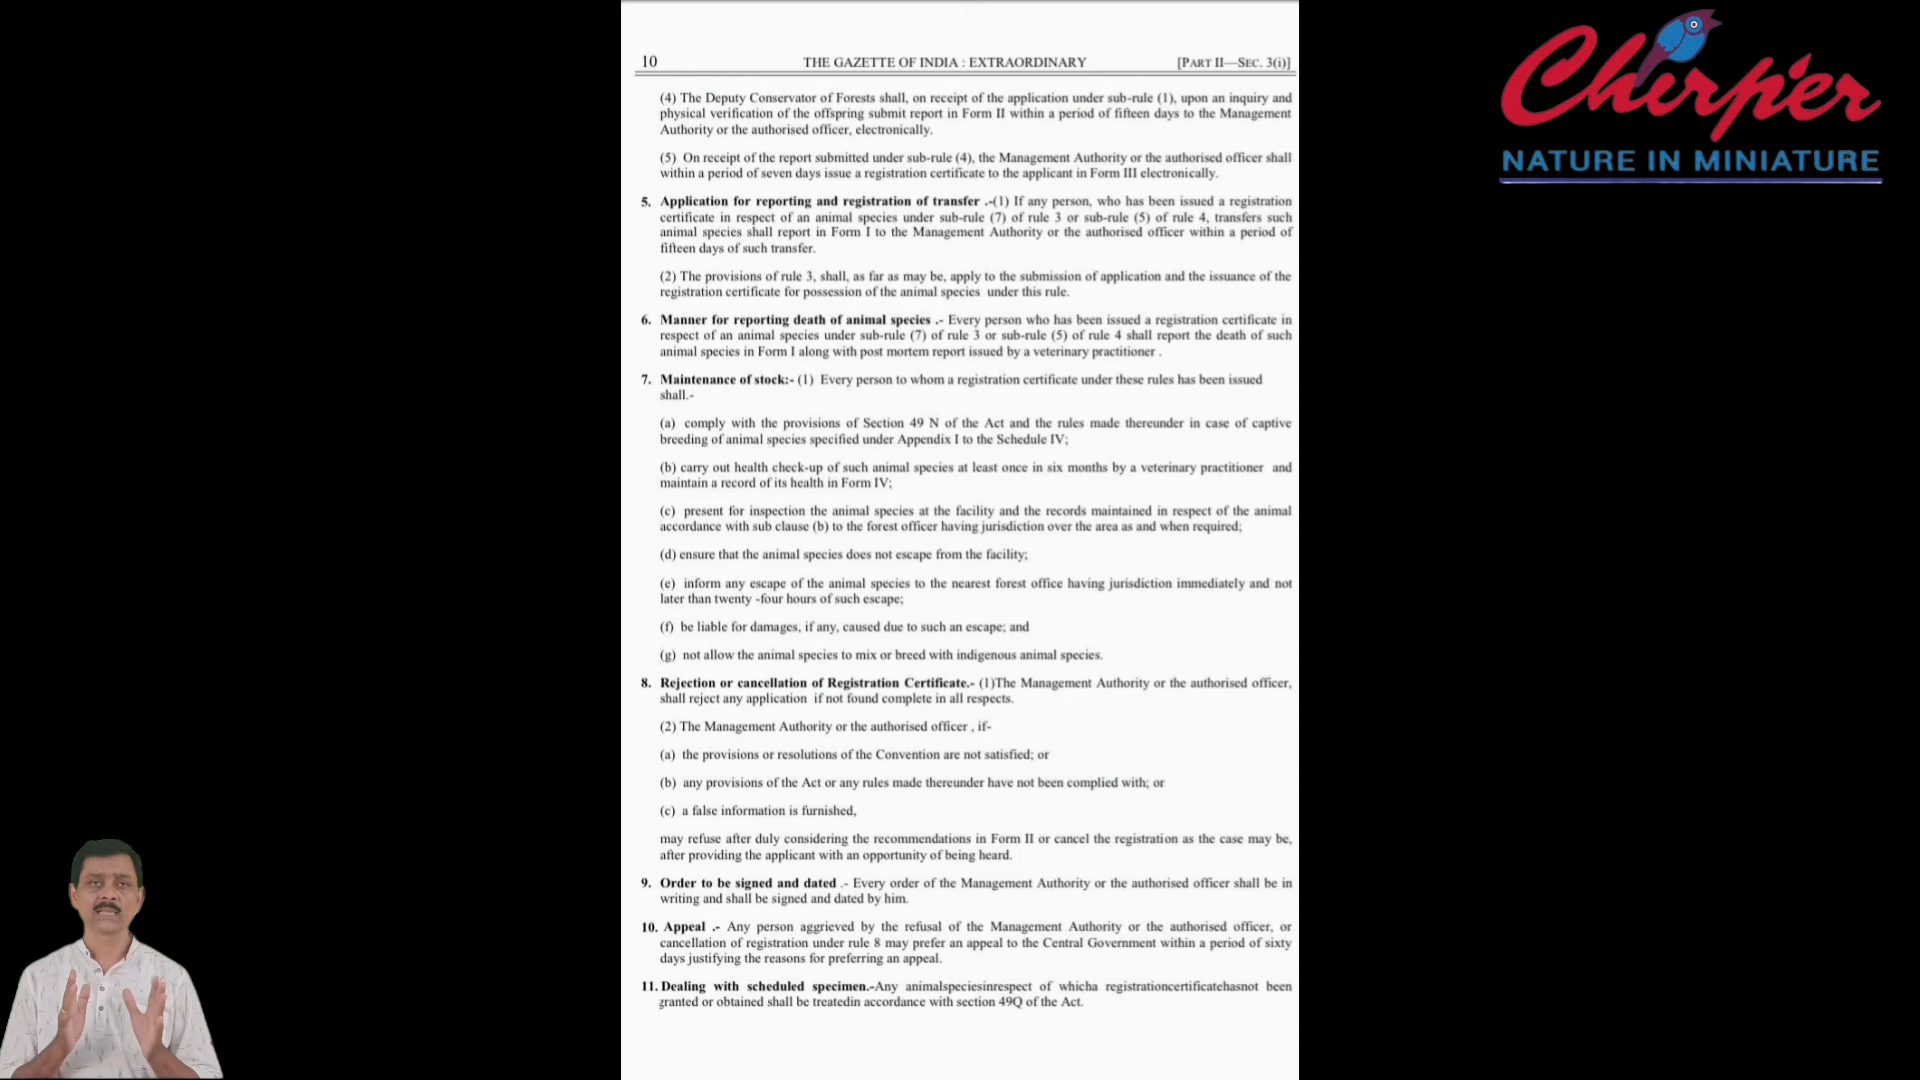 10 THE GAZETTE OF INDIA : EXTRAORDINARY [PART II—SEC. 3(i)]
(4) The Deputy Conservator of Forests shall, on receipt of the application under sub-rule (1), upon an inquiry and
physical verification of the offspring submit report in Form II within a period of fifteen days to the Management
Authority or the authorised officer, electronically.
(5) On receipt of the report submitted under sub-rule (4), the Management Authority or the authorised officer shall
within a period of seven days issue a registration certificate to the applicant in Form III electronically.
5. Application for reporting and registration of transfer .-(1) If any person, who has been issued a registration
certificate in respect of an animal species under sub-rule (7) of rule 3 or sub-rule (5) of rule 4, transfers such
animal species shall report in Form I to the Management Authority or the authorised officer within a period of
fifteen days of such transfer.
(2) The provisions of rule 3, shall, as far as may be, apply to the submission of application and the issuance of the
registration certificate for possession of the animal species under this rule.
6. Manner for reporting death of animal species .- Every person who has been issued a registration certificate in
respect of an animal species under sub-rule (7) of rule 3 or sub-rule (5) of rule 4 shall report the death of such
animal species in Form I along with post mortem report issued by a veterinary practitioner .
7. Maintenance of stock:- (1) Every person to whom a registration certificate under these rules has been issued
shall.-
(a) comply with the provisions of Section 49 N of the Act and the rules made thereunder in case of captive
breeding of animal species specified under Appendix I to the Schedule IV;
(b) carry out health check-up of such animal species at least once in six months by a veterinary practitioner and
maintain a record of its health in Form IV;
(c) present for inspection the animal species at the facility and the records maintained in respect of the animal
accordance with sub clause (b) to the forest officer having jurisdiction over the area as and when required;
(d) ensure that the animal species does not escape from the facility;
(e) inform any escape of the animal species to the nearest forest office having jurisdiction immediately and not
later than twenty -four hours of such escape;
(f) be liable for damages, if any, caused due to such an escape; and
(g) not allow the animal species to mix or breed with indigenous animal species.
8. Rejection or cancellation of Registration Certificate.- (1)The Management Authority or the authorised officer,
shall reject any application if not found complete in all respects.
(2) The Management Authority or the authorised officer , if-
(a) the provisions or resolutions of the Convention are not satisfied; or
(b) any provisions of the Act or any rules made thereunder have not been complied with; or
(c) a false information is furnished,
may refuse after duly considering the recommendations in Form II or cancel the registration as the case may be,
after providing the applicant with an opportunity of being heard.
9. Order to be signed and dated .- Every order of the Management Authority or the authorised officer shall be in
writing and shall be signed and dated by him.
10. Appeal .- Any person aggrieved by the refusal of the Management Authority or the authorised officer, or
cancellation of registration under rule 8 may prefer an appeal to the Central Government within a period of sixty
days justifying the reasons for preferring an appeal.
11. Dealing with scheduled specimen.-Any animalspeciesinrespect of whicha registrationcertificatehasnot been
granted or obtained shall be treatedin accordance with section 49Q of the Act.
Chirper
NATURE IN MINIATURE